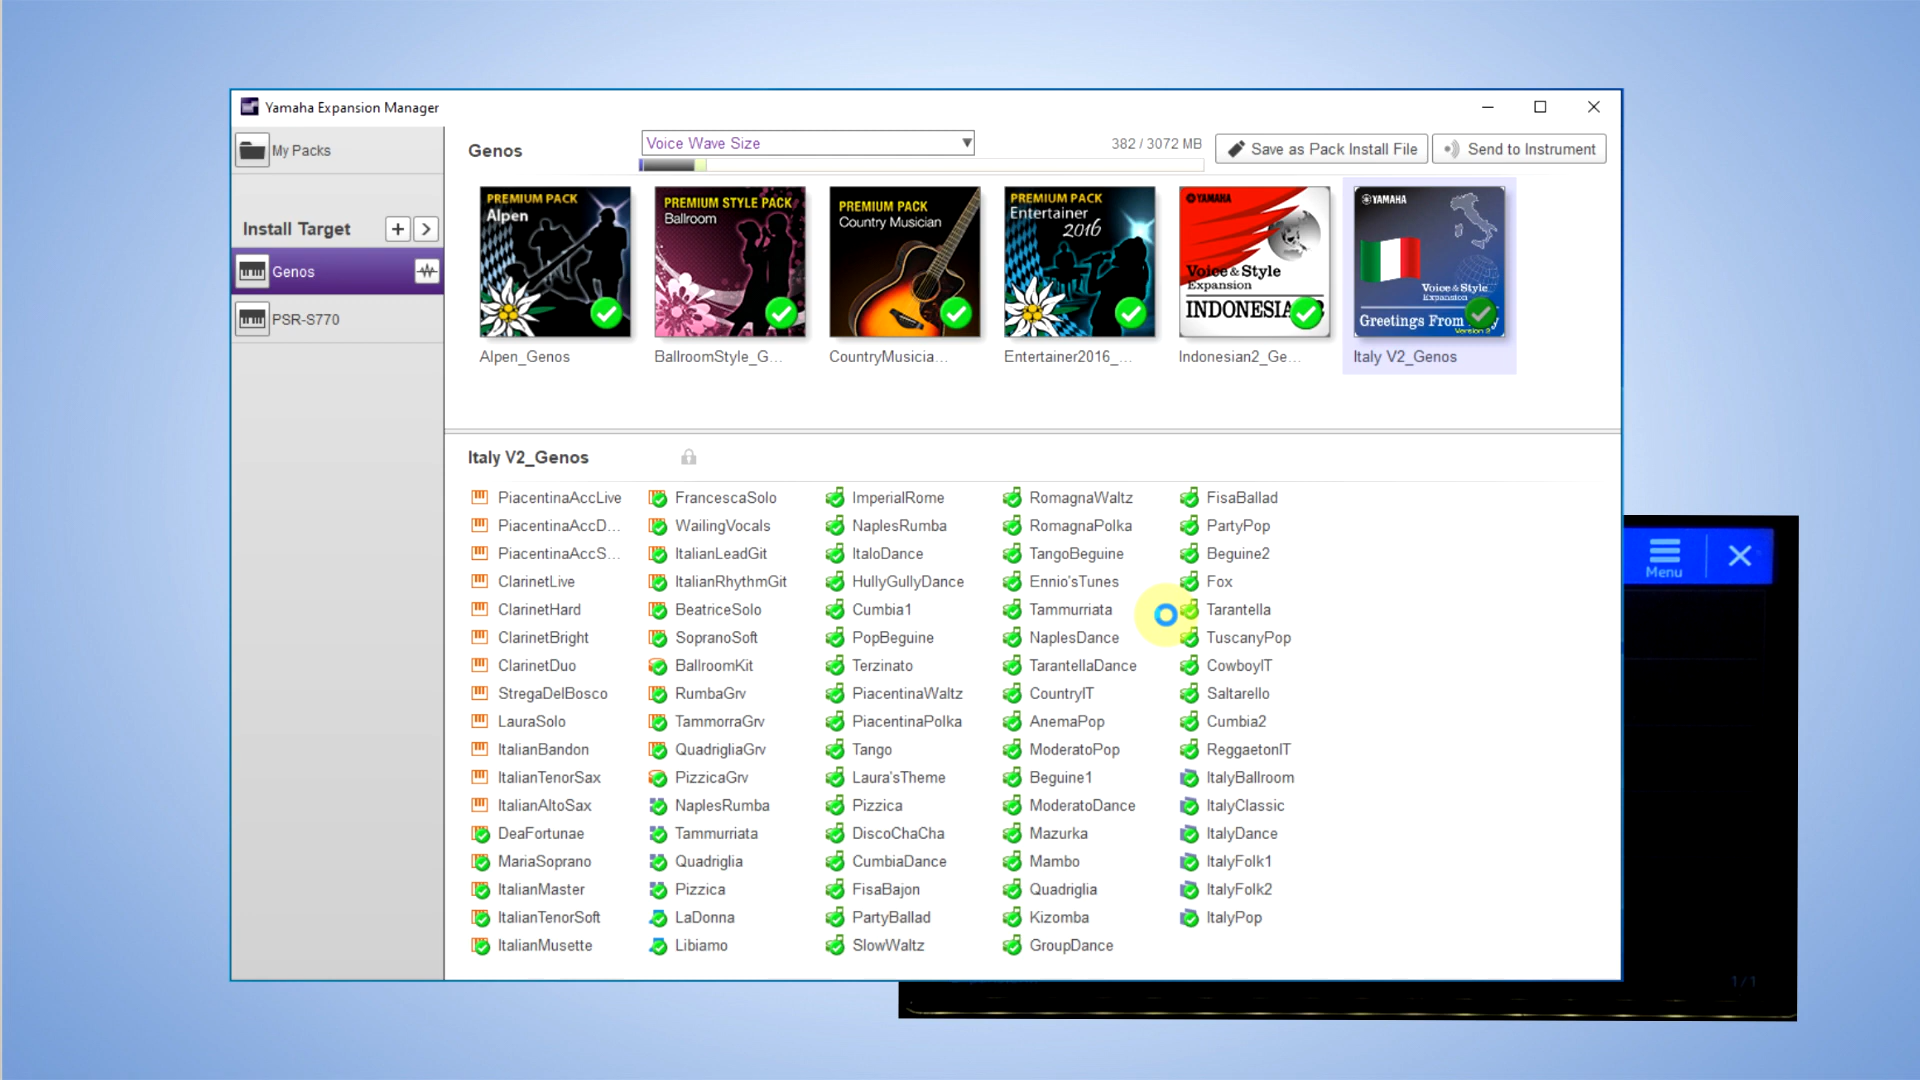 Yamaha Expansion Manager
My Packs
Install Target
+ >
Genos
PSR-S770
Genos
Voice Wave Size
382 / 3072 MB
Save as Pack Install File
Send to Instrument
PREMIUM PACK
Alpen
Alpen_Genos
PREMIUM STYLE PACK
Ballroom
BallroomStyle_G...
PREMIUM PACK
Country Musician
CountryMusicia...
PREMIUM PACK
Entertainer
2016
Entertainer2016_...
YAMAHA
Voice & Style
Expansion
INDONESIA
Indonesian2_Ge...
YAMAHA
Voice & Style
Expansion
Greetings From
Italy V2_Genos
Italy V2_Genos
PiacentinaAccLive
PiacentinaAccD...
PiacentinaAccS...
ClarinetLive
ClarinetHard
ClarinetBright
ClarinetDuo
StregaDelBosco
LauraSolo
ItalianBandon
ItalianTenorSax
ItalianAltoSax
DeaFortunae
MariaSoprano
ItalianMaster
ItalianTenorSoft
ItalianMusette
FrancescaSolo
WailingVocals
ItalianLeadGit
ItalianRhythmGit
BeatriceSolo
SopranoSoft
BallroomKit
RumbaGrv
TammorraGrv
QuadrigliaGrv
PizzicaGrv
NaplesRumba
Tammurriata
Quadriglia
Pizzica
LaDonna
Libiamo
ImperialRome
NaplesRumba
ItaloDance
HullyGullyDance
Cumbia1
PopBeguine
Terzinato
PiacentinaWaltz
PiacentinaPolka
Tango
Laura'sTheme
Pizzica
DiscoChaCha
CumbiaDance
FisaBajon
PartyBallad
SlowWaltz
RomagnaWaltz
RomagnaPolka
TangoBeguine
Ennio'sTunes
Tammurriata
NaplesDance
TarantellaDance
CountryIT
AnemaPop
ModeratoPop
Beguine1
ModeratoDance
Mazurka
Mambo
Quadriglia
Kizomba
GroupDance
FisaBallad
PartyPop
Beguine2
Fox
Tarantella
TuscanyPop
CowboyIT
Saltarello
Cumbia2
ReggaetonIT
ItalyBallroom
ItalyClassic
ItalyDance
ItalyFolk1
ItalyFolk2
ItalyPop
Menu
1/1